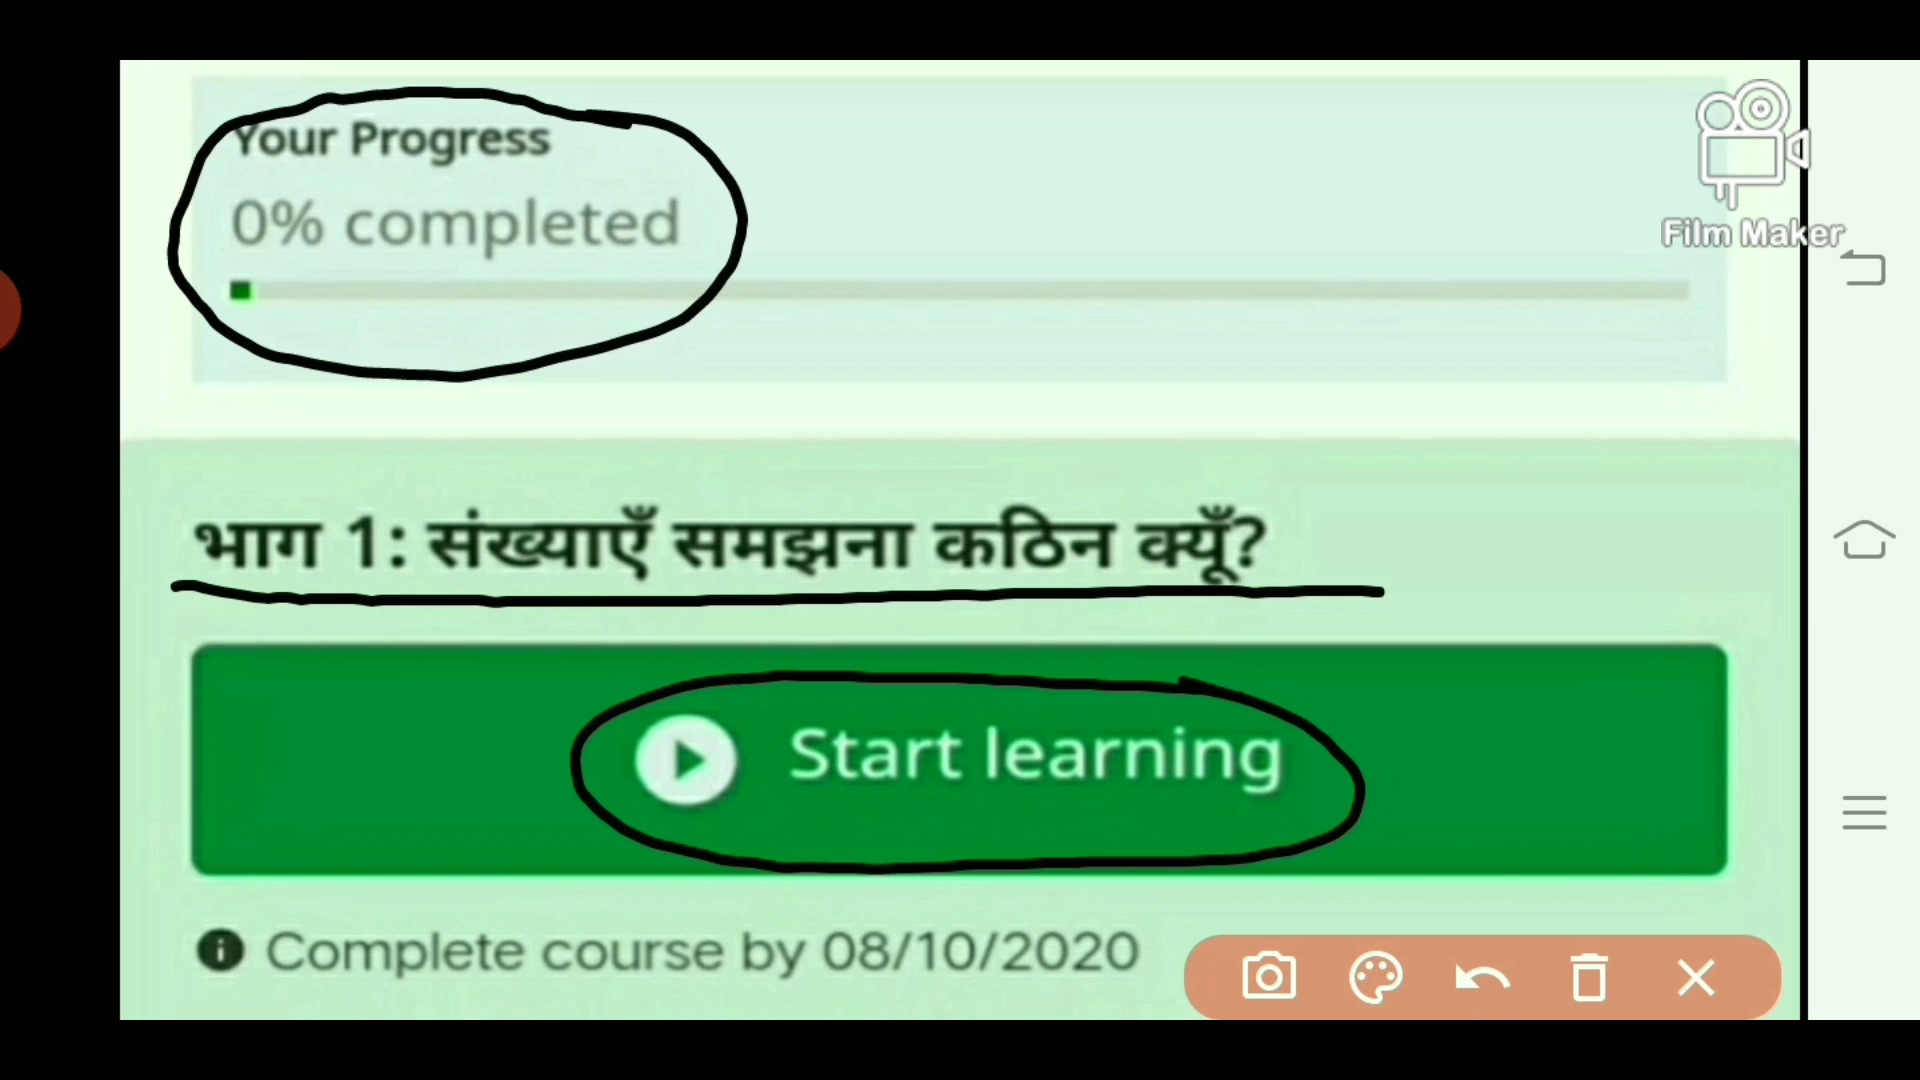 Your Progress
0% completed
Film Maker
भाग 1: संख्याएँ समझना कठिन क्यूँ?
Start learning
Complete course by 08/10/2020